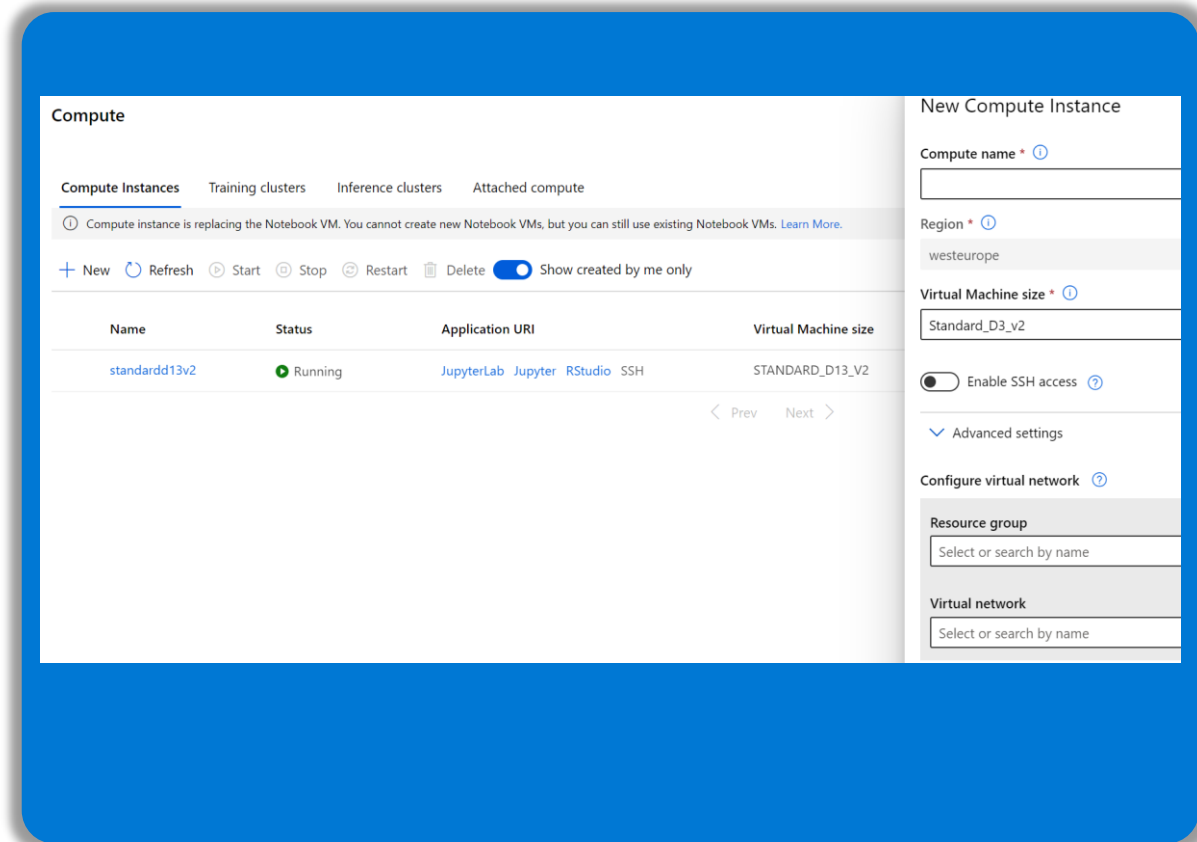 Compute
Compute Instances Training clusters Inference clusters Attached compute
Compute instance is replacing the Notebook VM. You cannot create new Notebook VMs, but you can still use existing Notebook VMs. Learn More.
New Refresh Start Stop Restart Delete Show created by me only
Name Status Application URI Virtual Machine size
standardd13v2 Running JupyterLab Jupyter RStudio SSH STANDARD_D13_V2
Prev Next
New Compute Instance
Compute name *
Region *
westeurope
Virtual Machine size *
Standard_D3_v2
Enable SSH access
Advanced settings
Configure virtual network
Resource group
Select or search by name
Virtual network
Select or search by name